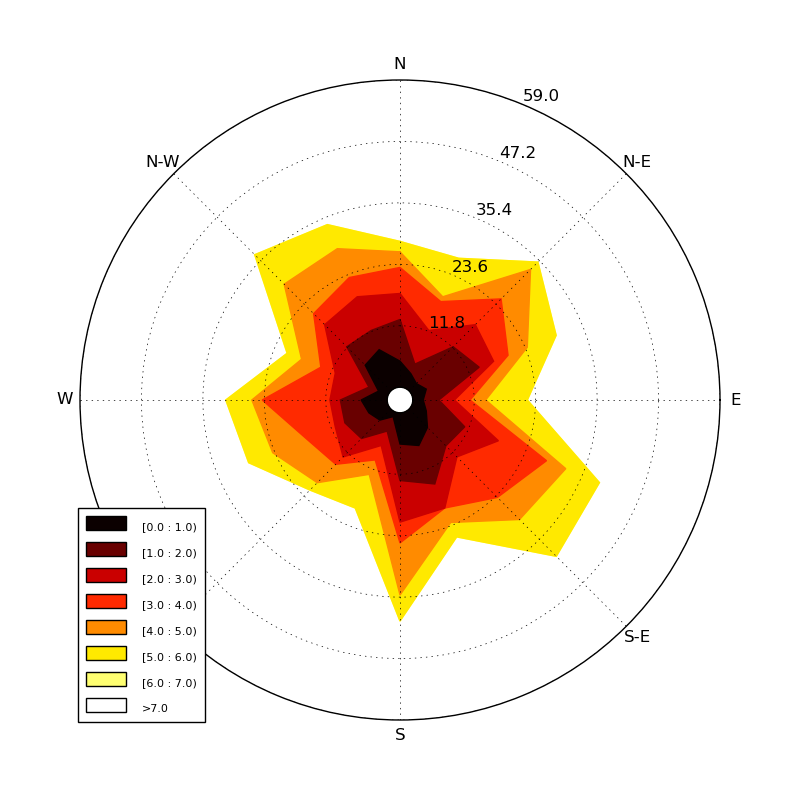 N
59.0
47.2
N-W
N-E
35.4
23.6
11.8
W
E
[0.0 : 1.0)
[1.0 : 2.0)
[2.0 : 3.0)
[3.0 : 4.0)
[4.0 : 5.0)
[5.0 : 6.0)
[6.0 : 7.0)
>7.0
S-E
S